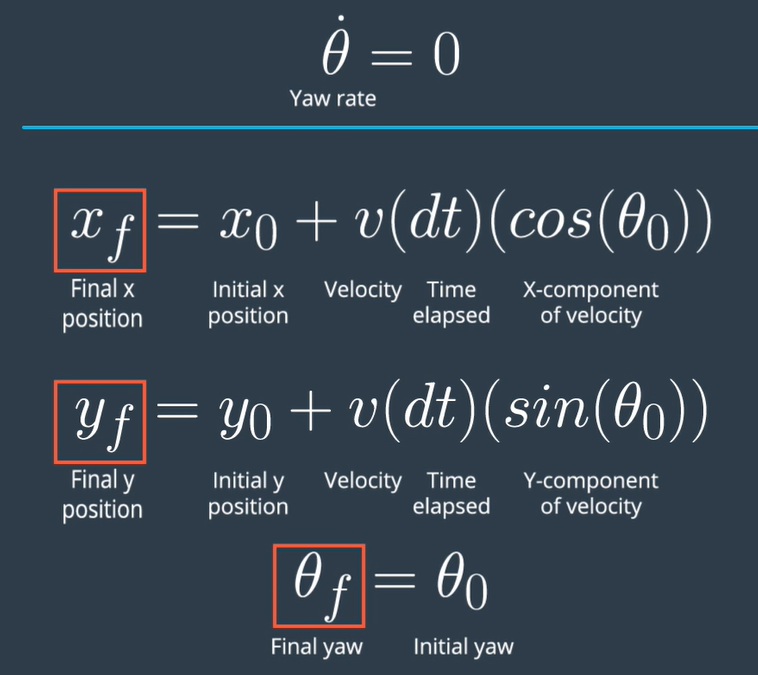 θ̇ = 0
Yaw rate
x_f = x_0 + v(dt)(cos(θ_0))
Final x Initial x Velocity Time X-component
position position elapsed of velocity
y_f = y_0 + v(dt)(sin(θ_0))
Final y Initial y Velocity Time Y-component
position position elapsed of velocity
θ_f = θ_0
Final yaw Initial yaw